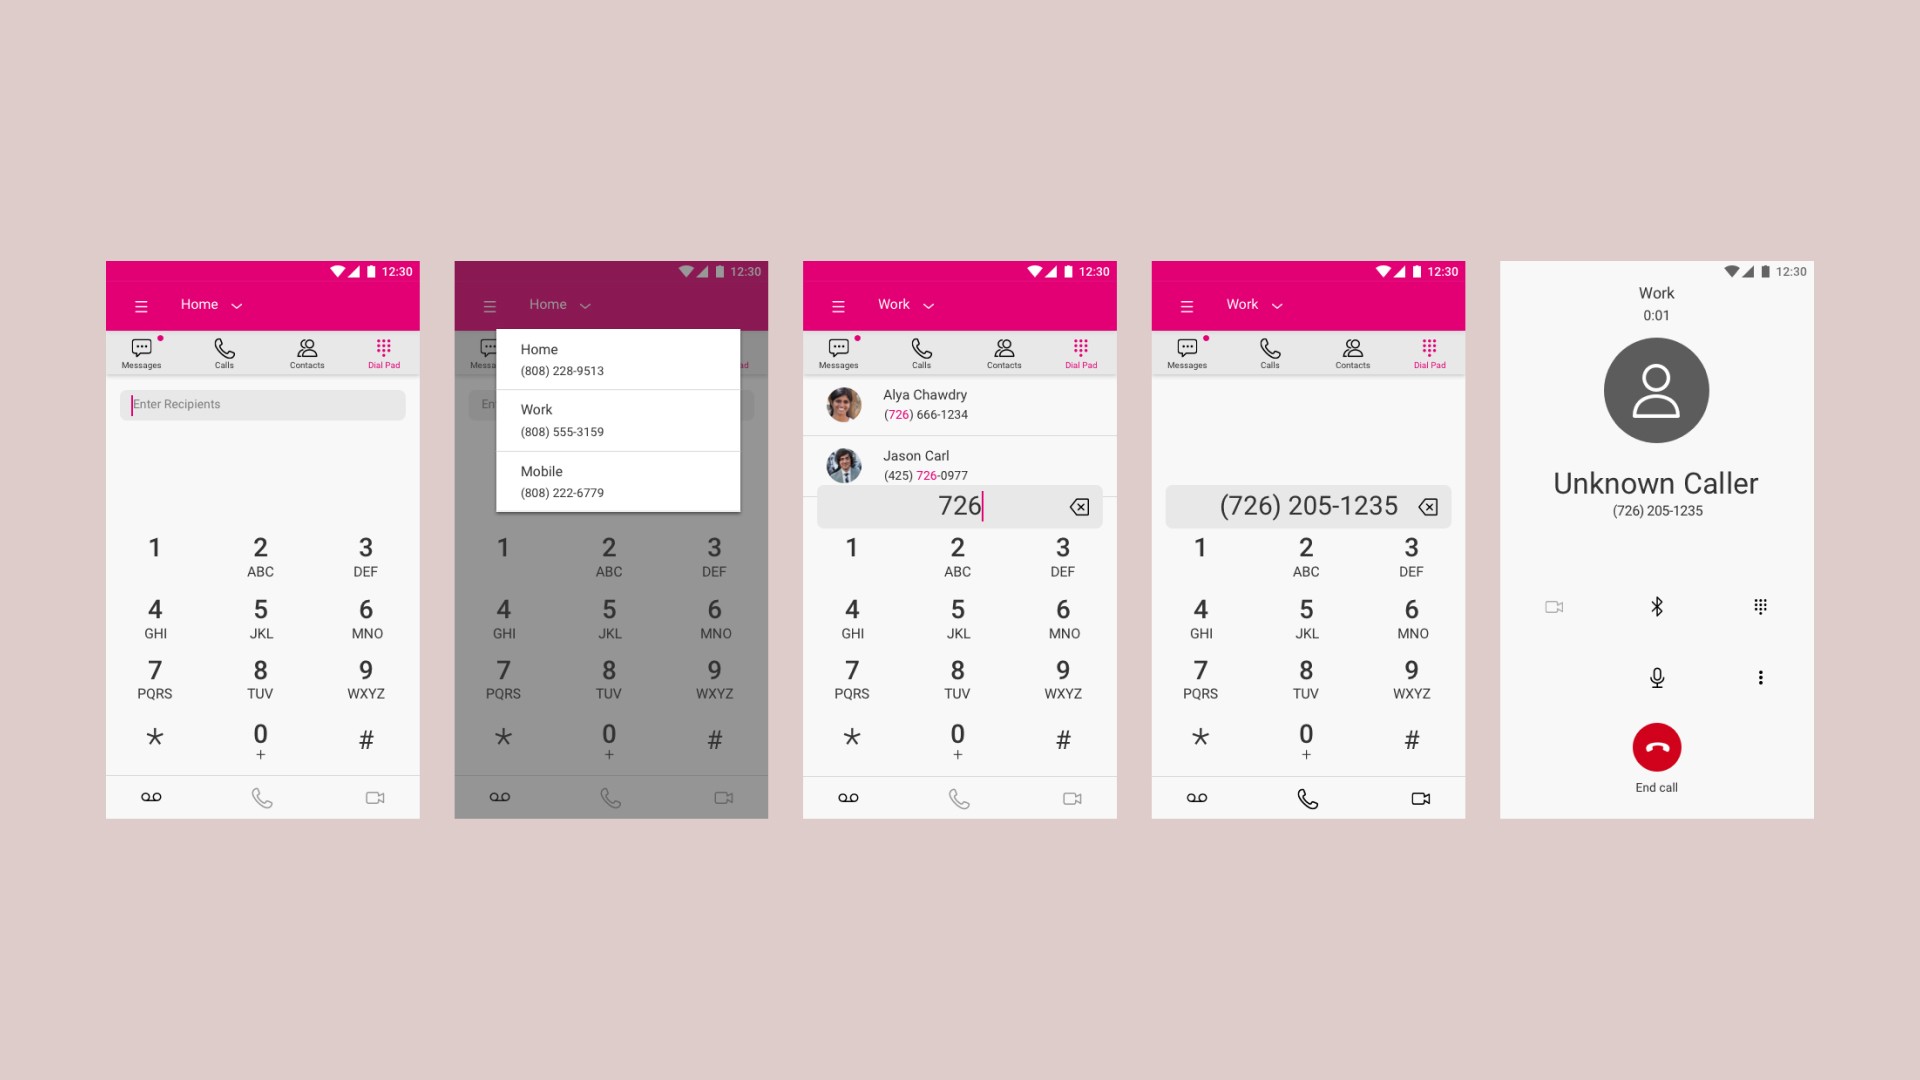 12:30
Home
Messages Calls Contacts Dial Pad
Enter Recipients
1 2 3
ABC DEF
4 5 6
GHI JKL MNO
7 8 9
PQRS TUV WXYZ
* 0 #
+
12:30
Home
Messa ad
En
Home
(808) 228-9513
Work
(808) 555-3159
Mobile
(808) 222-6779
1 2 3
ABC DEF
4 5 6
GHI JKL MNO
7 8 9
PQRS TUV WXYZ
* 0 #
+
12:30
Work
Messages Calls Contacts Dial Pad
Alya Chawdry
(726) 666-1234
Jason Carl
(425) 726-0977
726
1 2 3
ABC DEF
4 5 6
GHI JKL MNO
7 8 9
PQRS TUV WXYZ
* 0 #
+
12:30
Work
Messages Calls Contacts Dial Pad
(726) 205-1235
1 2 3
ABC DEF
4 5 6
GHI JKL MNO
7 8 9
PQRS TUV WXYZ
* 0 #
+
12:30
Work
0:01
Unknown Caller
(726) 205-1235
End call